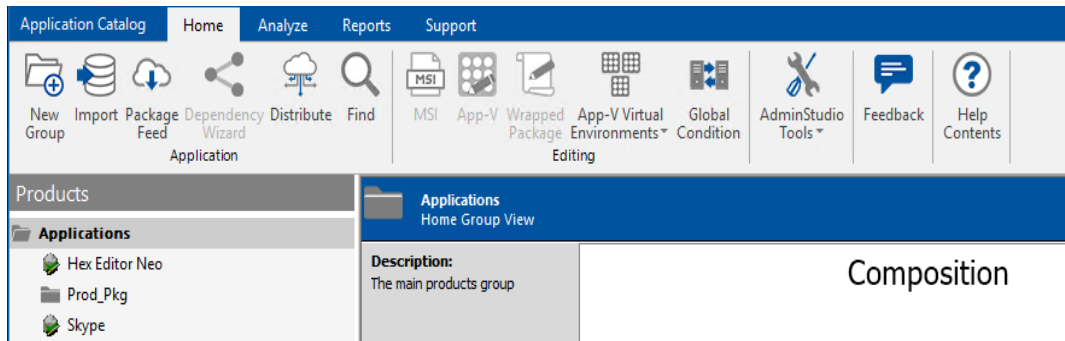 Application Catalog Home Analyze Reports Support
MSI
New Group
Import
Package Feed
Dependency Wizard
Distribute
Find
MSI
App-V
Wrapped Package
App-V Virtual Environments
Global Condition
AdminStudio Tools
Feedback
Help Contents
Application
Editing
Products
Applications
Hex Editor Neo
Prod_Pkg
Skype
Applications
Home Group View
Description:
The main products group
Composition